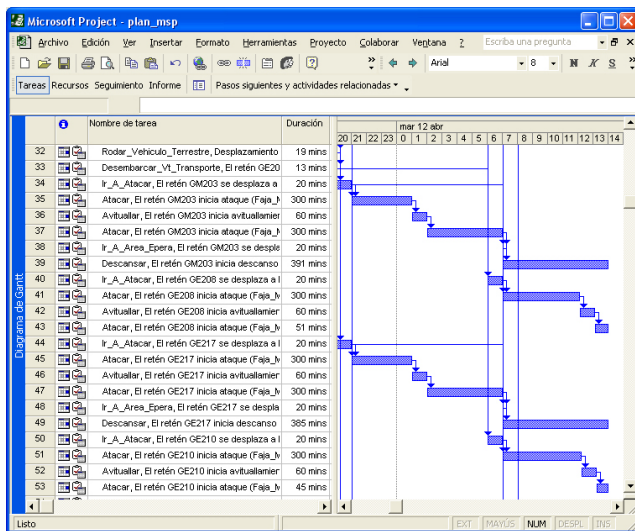 Microsoft Project - plan_msp
Archivo Edición Ver Insertar Formato Herramientas Proyecto Colaborar Ventana ? Escriba una pregunta
Arial 8 N K S
Tareas Recursos Seguimiento Informe Pasos siguientes y actividades relacionadas
Nombre de tarea Duración mar 12 abr
20 21 22 23 0 1 2 3 4 5 6 7 8 9 10 11 12 13 14
32 Rodar_Vehiculo_Terrestre, Desplazamiento 19 mins
33 Desembarcar_Vt_Transporte, El retén GE20 13 mins
34 Ir_A_Atacar, El retén GM203 se desplaza a 20 mins
35 Atacar, El retén GM203 inicia ataque (Faja_M 300 mins
36 Avituallar, El retén GM203 inicia avituallamier 60 mins
37 Atacar, El retén GM203 inicia ataque (Faja_M 300 mins
38 Ir_A_Area_Epera, El retén GM203 se despla 20 mins
39 Descansar, El retén GM203 inicia descanso 391 mins
40 Ir_A_Atacar, El retén GE208 se desplaza a l 20 mins
41 Atacar, El retén GE208 inicia ataque (Faja_M 300 mins
42 Avituallar, El retén GE208 inicia avituallamier 60 mins
43 Atacar, El retén GE208 inicia ataque (Faja_M 51 mins
44 Ir_A_Atacar, El retén GE217 se desplaza a l 20 mins
45 Atacar, El retén GE217 inicia ataque (Faja_M 300 mins
46 Avituallar, El retén GE217 inicia avituallamier 60 mins
47 Atacar, El retén GE217 inicia ataque (Faja_M 300 mins
48 Ir_A_Area_Epera, El retén GE217 se despla 20 mins
49 Descansar, El retén GE217 inicia descanso 385 mins
50 Ir_A_Atacar, El retén GE210 se desplaza a l 20 mins
51 Atacar, El retén GE210 inicia ataque (Faja_M 300 mins
52 Avituallar, El retén GE210 inicia avituallamier 60 mins
53 Atacar, El retén GE210 inicia ataque (Faja_M 45 mins
Diagrama de Gantt
Listo EXT MAYÚS NUM DESPL INS